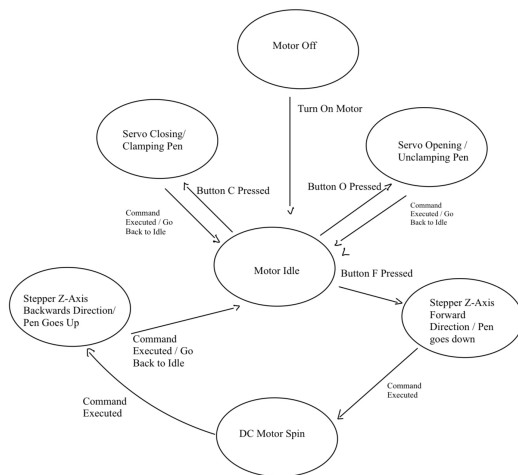 Motor Off
Turn On Motor
Servo Closing/
Clamping Pen
Servo Opening /
Unclamping Pen
Button C Pressed
Button O Pressed
Command
Executed / Go
Back to Idle
Command
Executed / Go
Back to Idle
Motor Idle
Button F Pressed
Stepper Z-Axis
Backwards Direction/
Pen Goes Up
Stepper Z-Axis
Forward
Direction / Pen
goes down
Command
Executed / Go
Back to Idle
Command
Executed
Command
Executed
DC Motor Spin